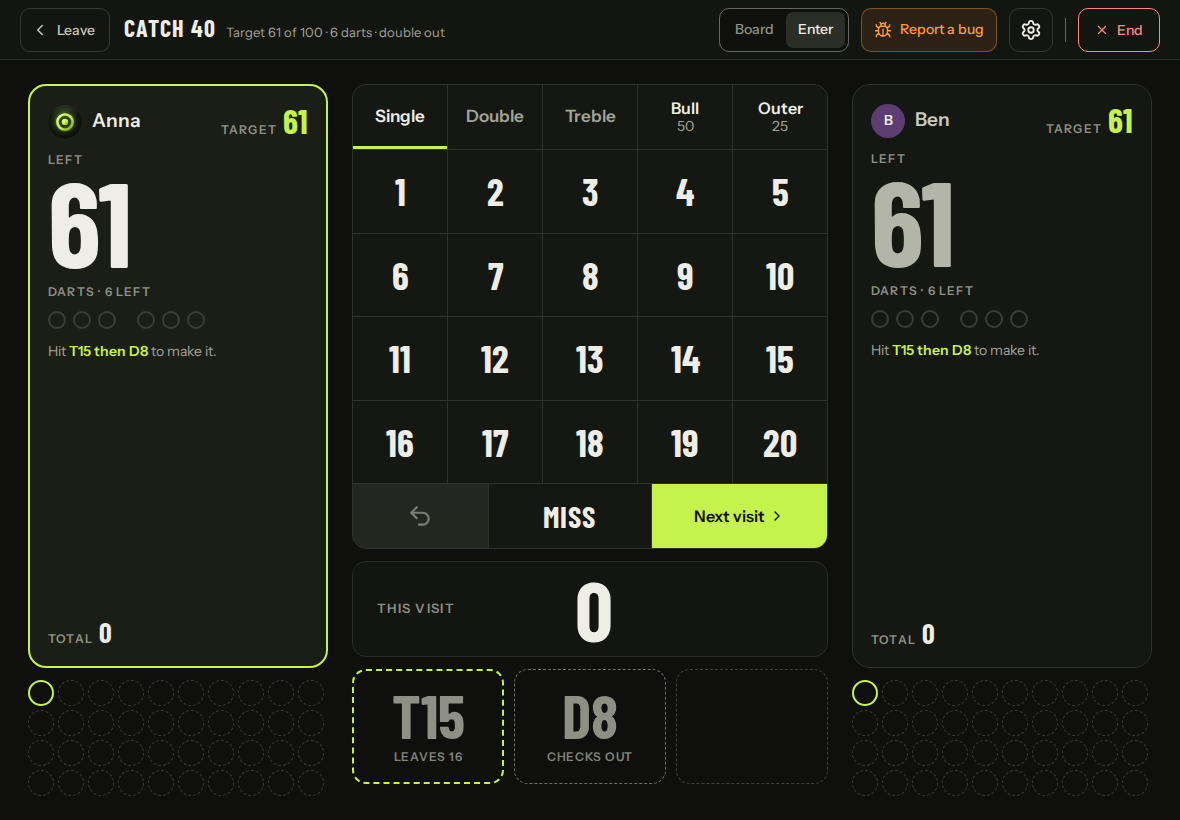 Leave
CATCH 40
Target 61 of 100 · 6 darts · double out
Board
Enter
Report a bug
End
Anna
TARGET 61
LEFT
61
DARTS · 6 LEFT
Hit T15 then D8 to make it.
TOTAL 0
Single
Double
Treble
Bull
50
Outer
25
1 2 3 4 5
6 7 8 9 10
11 12 13 14 15
16 17 18 19 20
MISS
Next visit
THIS VISIT 0
T15
LEAVES 16
D8
CHECKS OUT
B
Ben
TARGET 61
LEFT
61
DARTS · 6 LEFT
Hit T15 then D8 to make it.
TOTAL 0